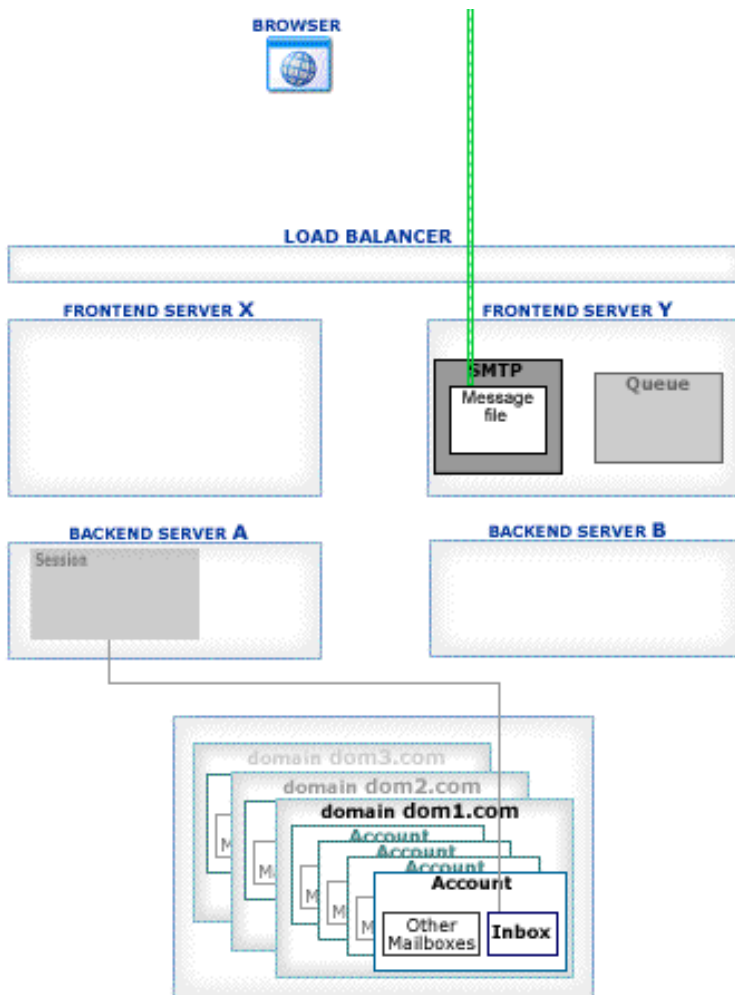 BROWSER
LOAD BALANCER
FRONTEND SERVER X
FRONTEND SERVER Y
SMTP
Message
file
Queue
BACKEND SERVER A
BACKEND SERVER B
Session
domain dom3.com
domain dom2.com
domain dom1.com
Account
Account
Account
Account
M
M
M
M
M
Other
Mailboxes
Inbox